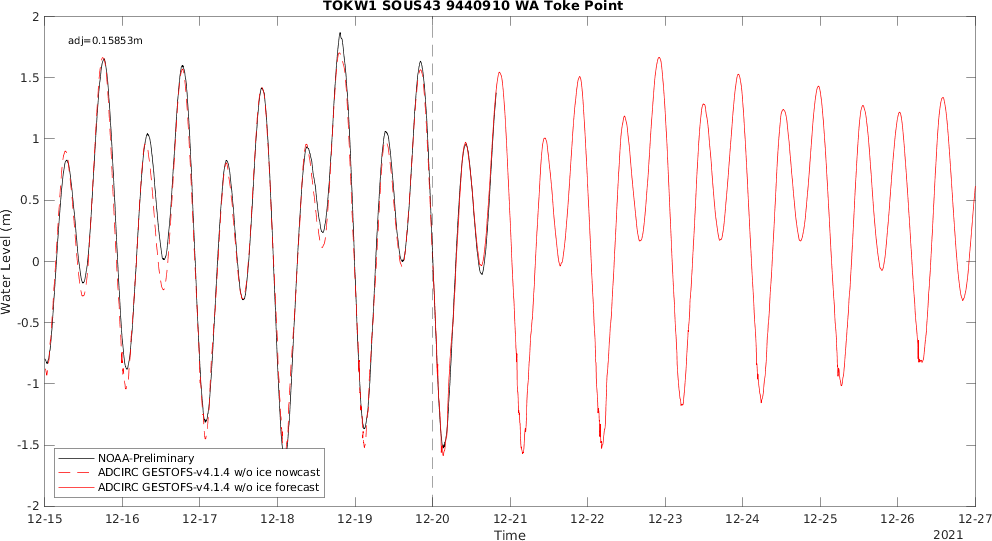 TOKW1 SOUS43 9440910 WA Toke Point
adj=0.15853m
2
1.5
1
0.5
0
-0.5
-1
-1.5
-2
Water Level (m)
NOAA-Preliminary
ADCIRC GESTOFS-v4.1.4 w/o ice nowcast
ADCIRC GESTOFS-v4.1.4 w/o ice forecast
12-15 12-16 12-17 12-18 12-19 12-20 12-21 12-22 12-23 12-24 12-25 12-26 12-27
Time
2021